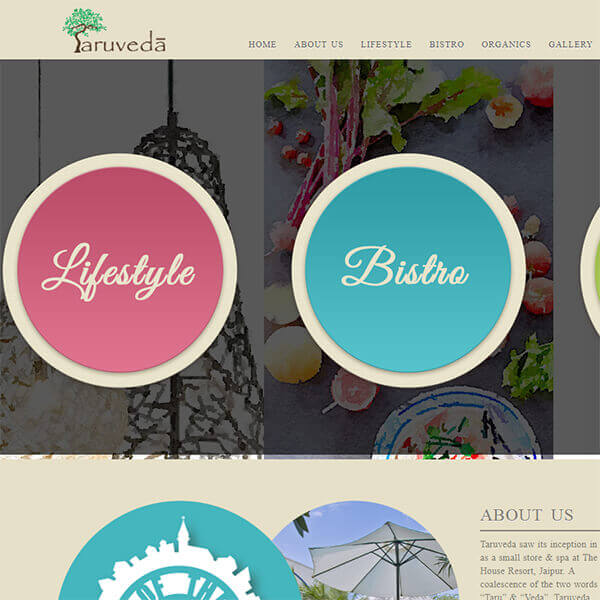 Taruvedā
HOME ABOUT US LIFESTYLE BISTRO ORGANICS GALLERY
Lifestyle
Bistro
ABOUT US
Taruveda saw its inception in
as a small store & spa at The
House Resort, Jaipur. A
coalescence of the two words
“Taru” & “Veda”, Taruveda